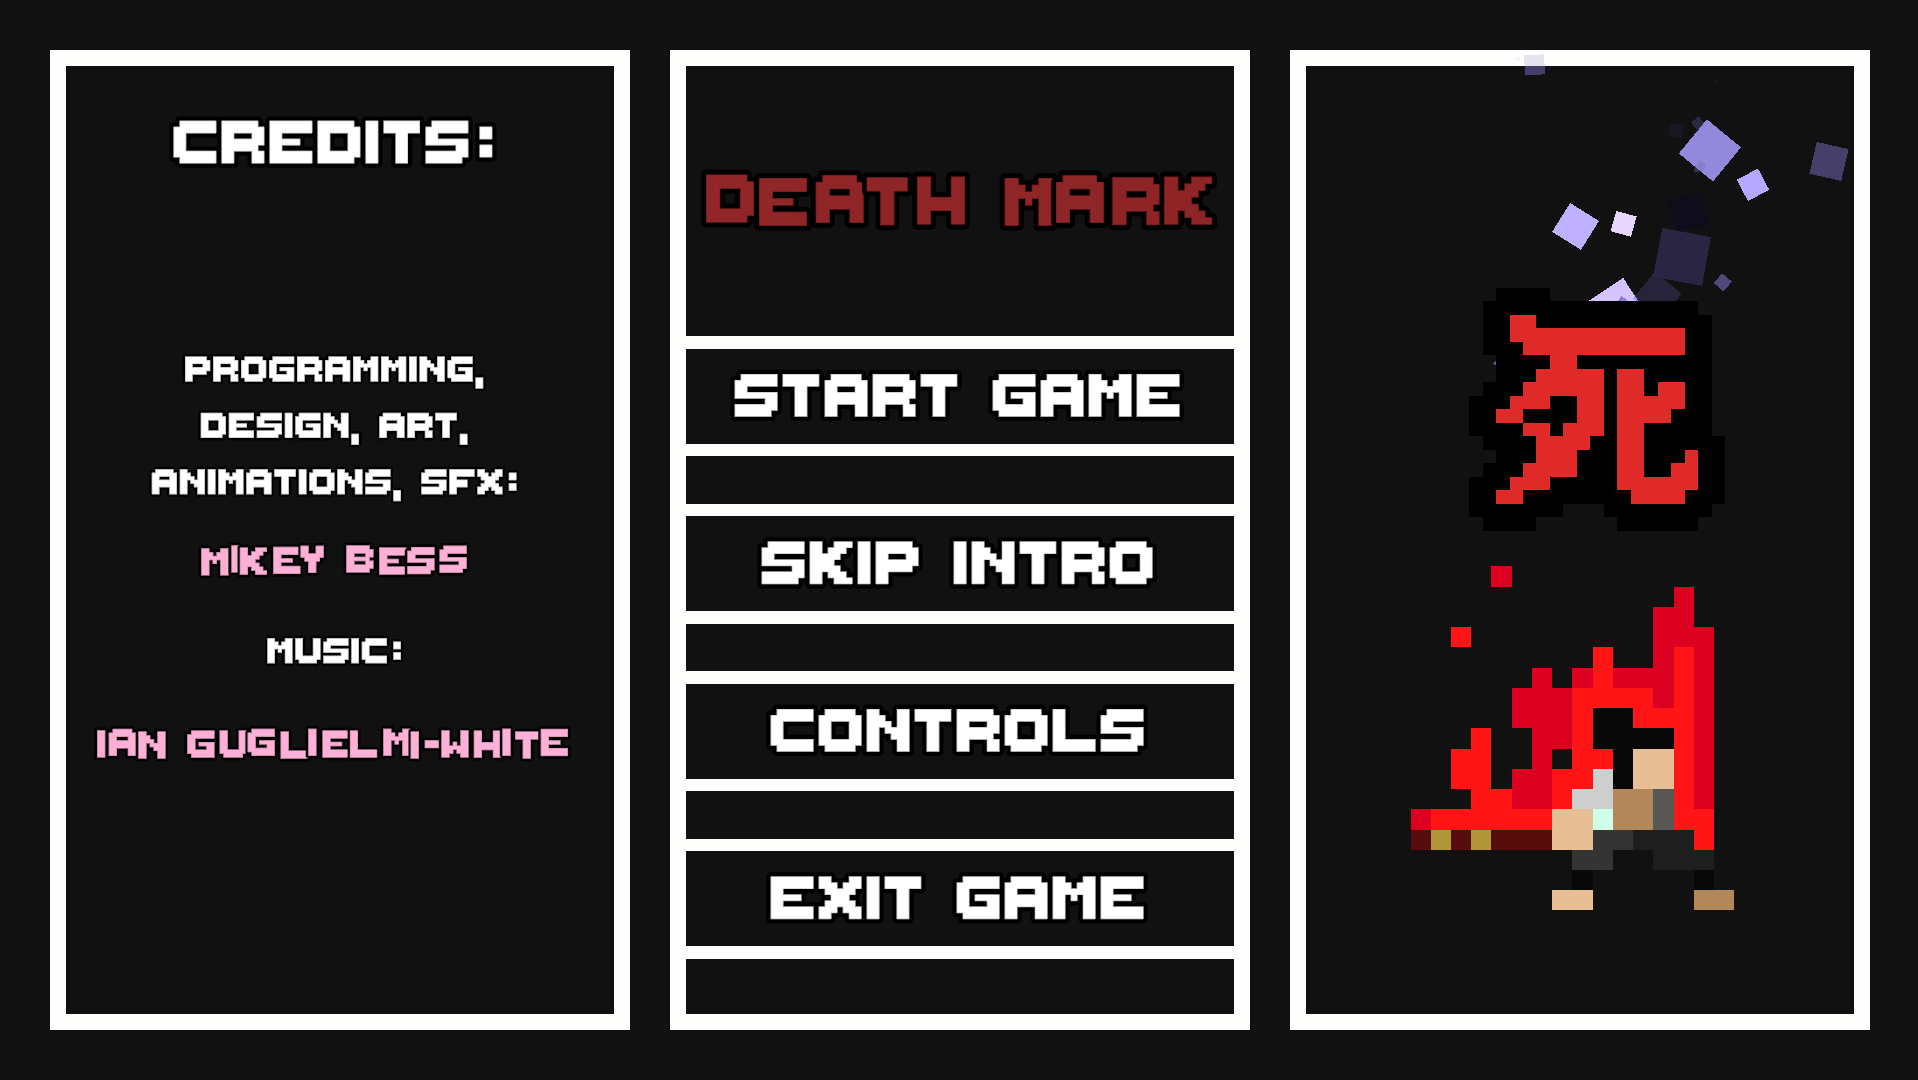 CREDITS:
PROGRAMMING,
DESIGN, ART,
ANIMATIONS, SFX:
MIKEY BESS
MUSIC:
IAN GUGLIELMI-WHITE
DEATH MARK
START GAME
SKIP INTRO
CONTROLS
EXIT GAME
死